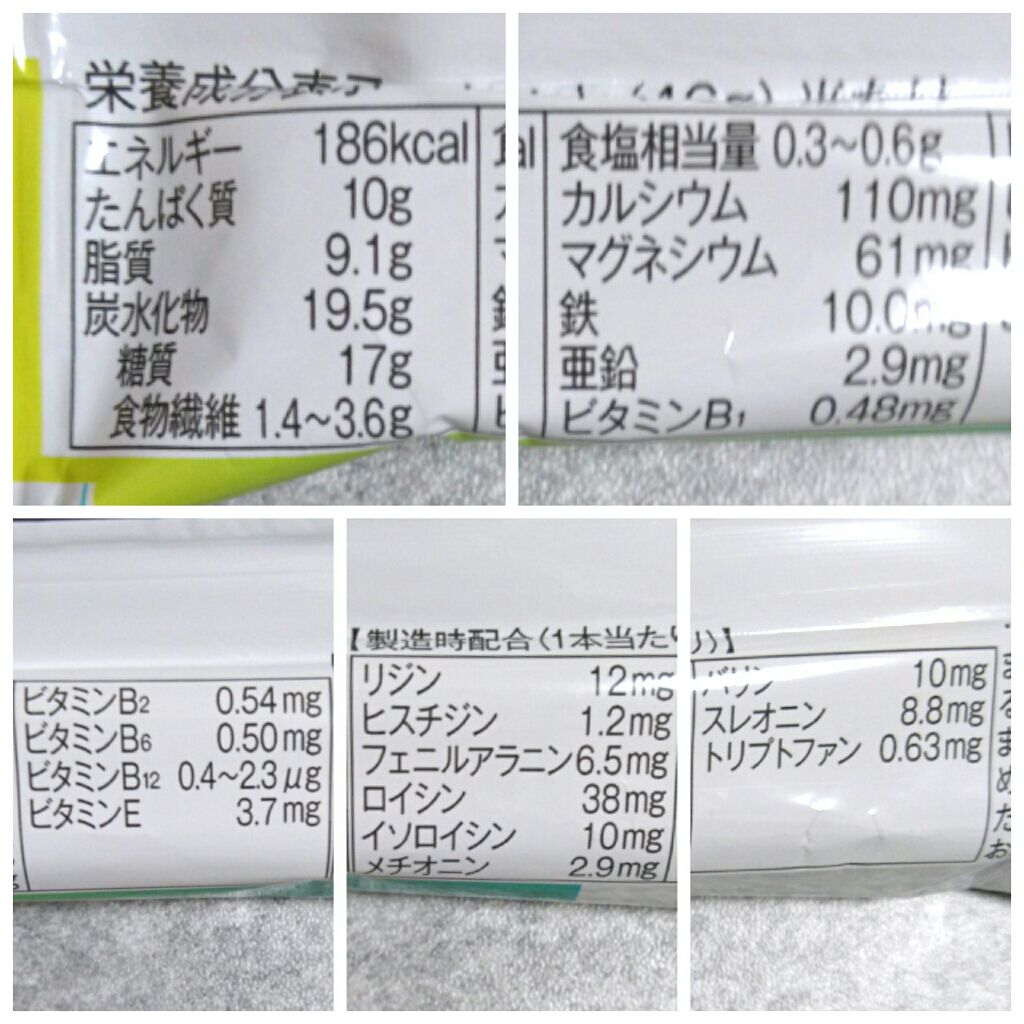 栄養成分表示
エネルギー 186kcal
たんぱく質 10g
脂質 9.1g
炭水化物 19.5g
糖質 17g
食物繊維 1.4~3.6g
食塩相当量 0.3~0.6g
カルシウム 110mg
マグネシウム 61mg
鉄 10.0mg
亜鉛 2.9mg
ビタミンB1 0.48mg
ビタミンB2 0.54mg
ビタミンB6 0.50mg
ビタミンB12 0.4~2.3μg
ビタミンE 3.7mg
【製造時配合(1本当たり
リジン 12mg
ヒスチジン 1.2mg
フェニルアラニン 6.5mg
ロイシン 38mg
イソロイシン 10mg
メチオニン 2.9mg
り)】
バリン 10mg
スレオニン 8.8mg
トリプトファン 0.63mg